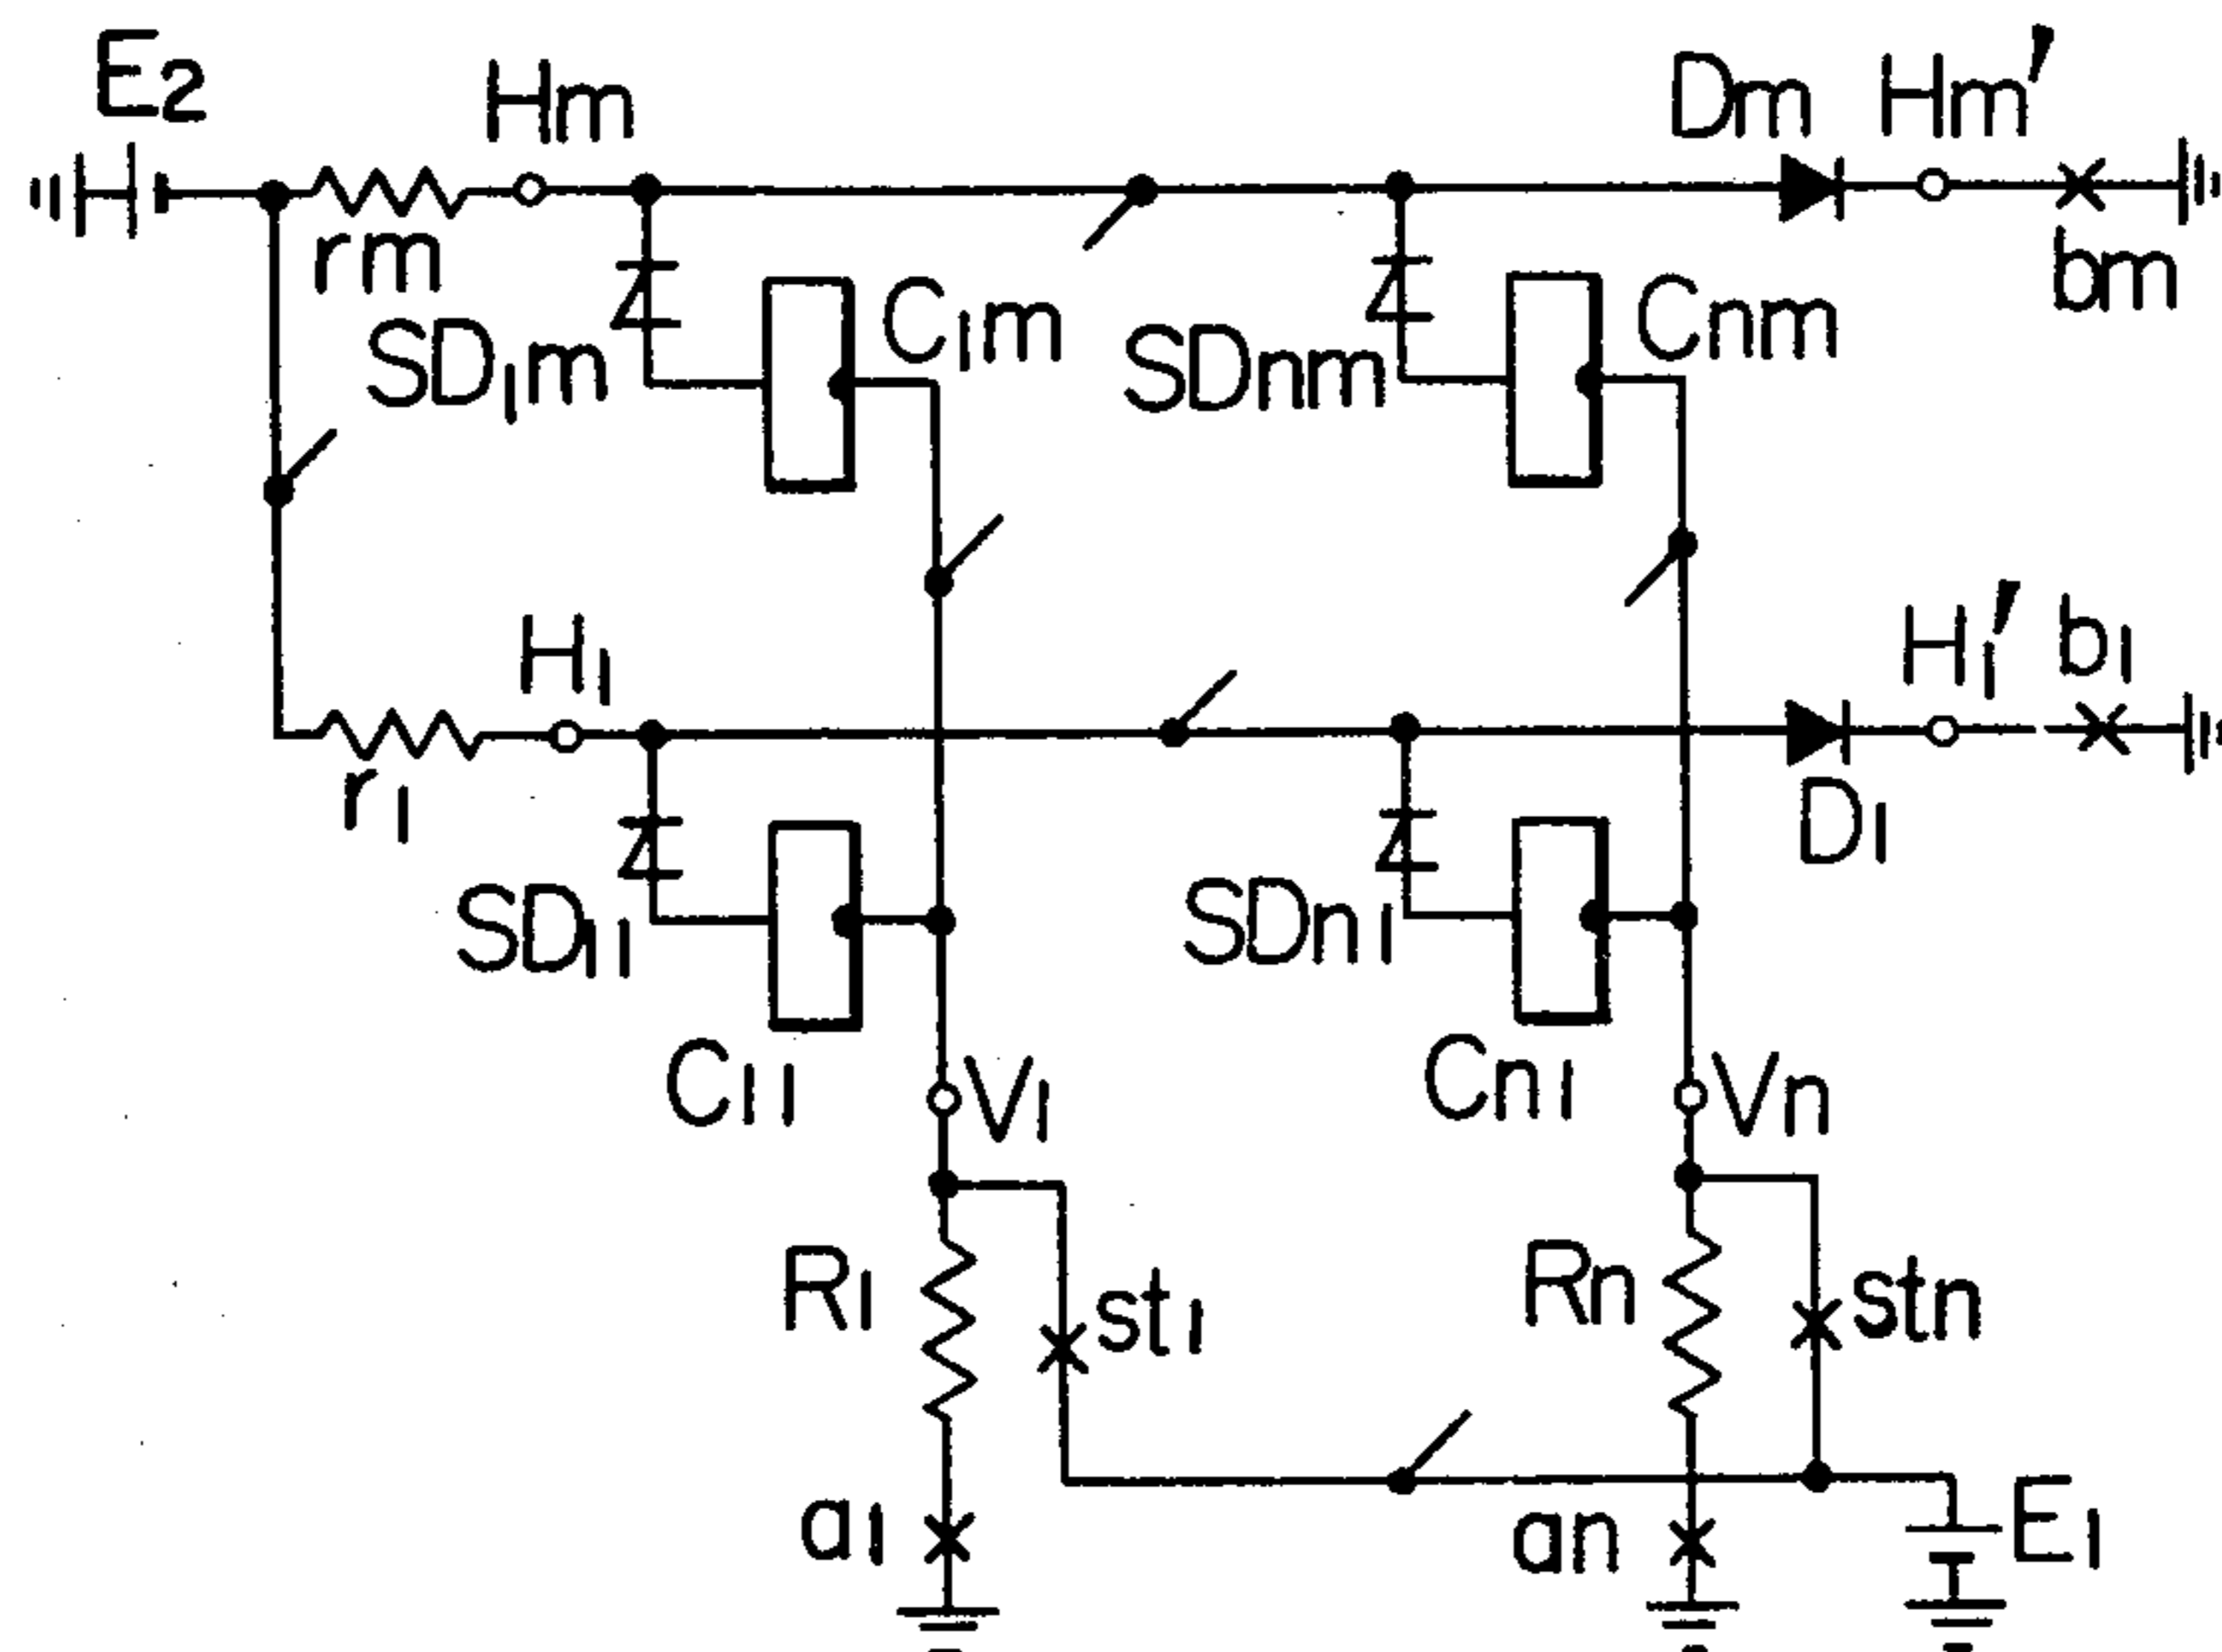 E2
Hm
Dm
Hm'
rm
bm
SD1m
C1m
SDnm
Cnm
H1
H1'
b1
r1
D1
SD11
SDn1
C11
V1
Cn1
Vn
R1
st1
Rn
stn
a1
an
E1